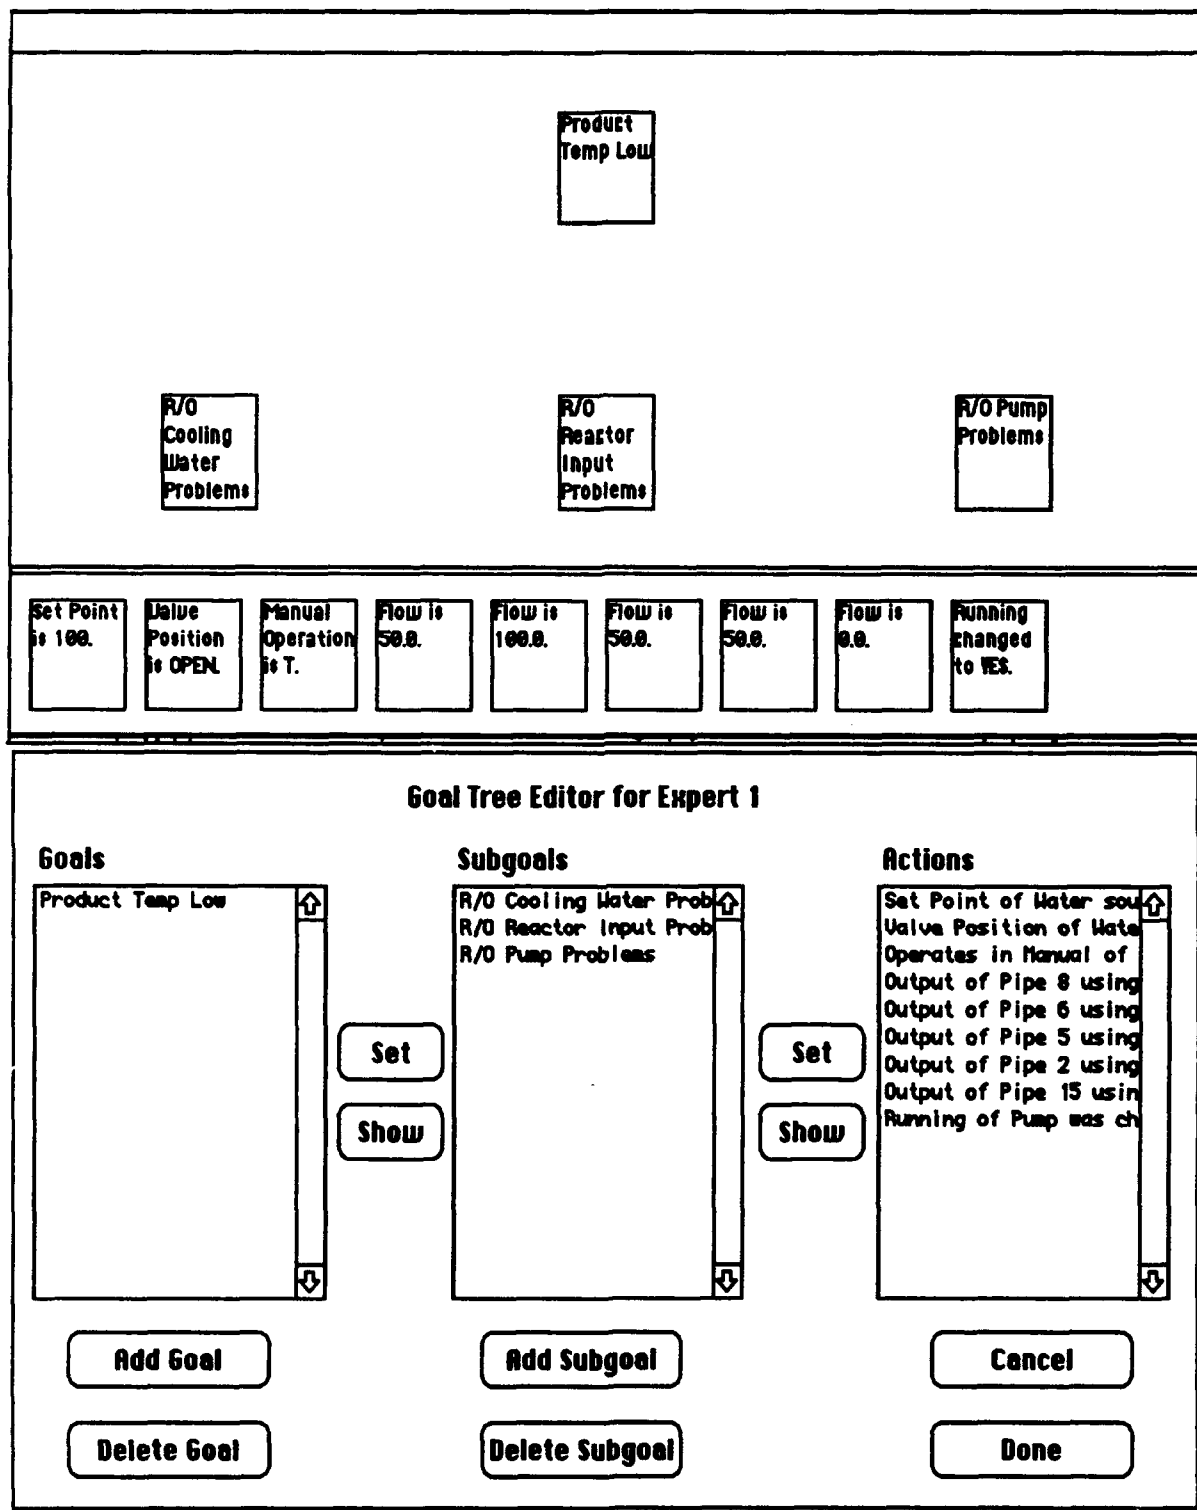 Product
Temp Low
R/O
Cooling
Water
Problems
R/O
Reactor
Input
Problems
R/O Pump
Problems
Set Point
is 100.
Valve
Position
is OPEN.
Manual
Operation
is T.
Flow is
50.0.
Flow is
100.0.
Flow is
50.0.
Flow is
50.0.
Flow is
0.0.
Running
changed
to YES.
Goal Tree Editor for Expert 1
Goals
Product Temp Low
Subgoals
R/O Cooling Water Prob
R/O Reactor Input Prob
R/O Pump Problems
Actions
Set Point of Water sou
Valve Position of Wate
Operates in Manual of
Output of Pipe 8 using
Output of Pipe 6 using
Output of Pipe 5 using
Output of Pipe 2 using
Output of Pipe 15 usin
Running of Pump was ch
Set
Show
Set
Show
Add Goal
Add Subgoal
Cancel
Delete Goal
Delete Subgoal
Done